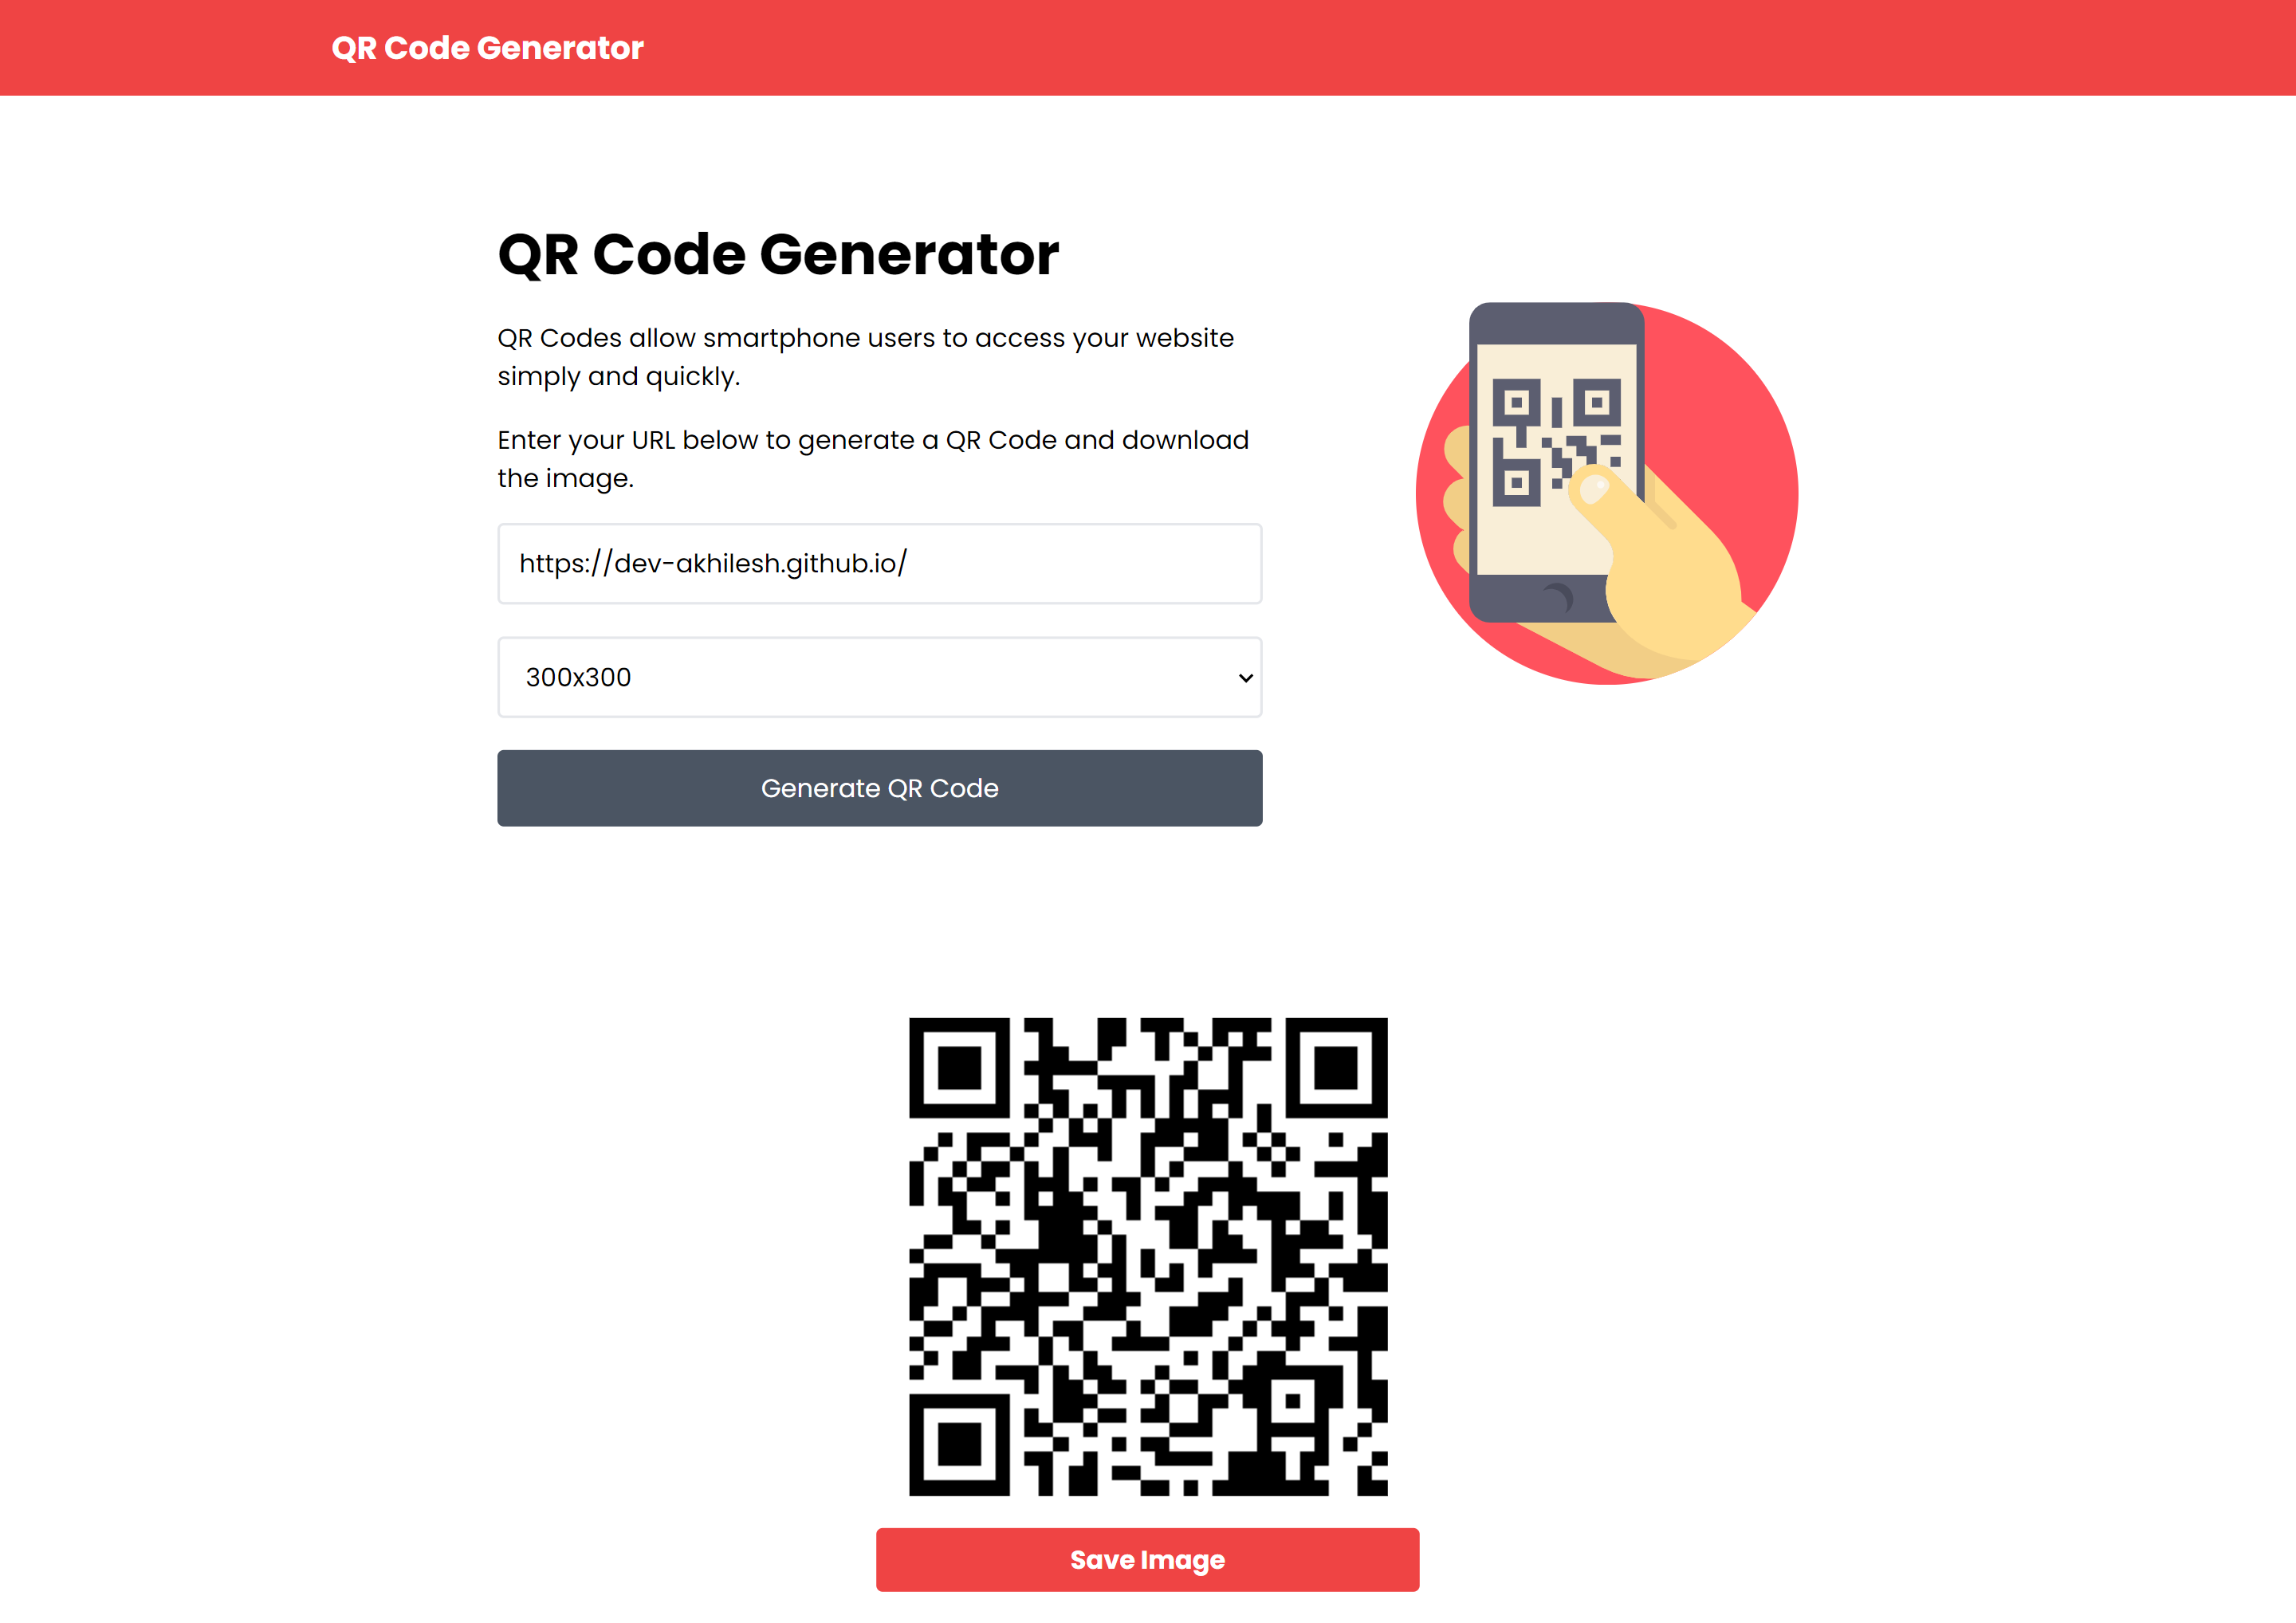 QR Code Generator
QR Code Generator
QR Codes allow smartphone users to access your website
simply and quickly.
Enter your URL below to generate a QR Code and download
the image.
https://dev-akhilesh.github.io/
300x300
Generate QR Code
Save Image